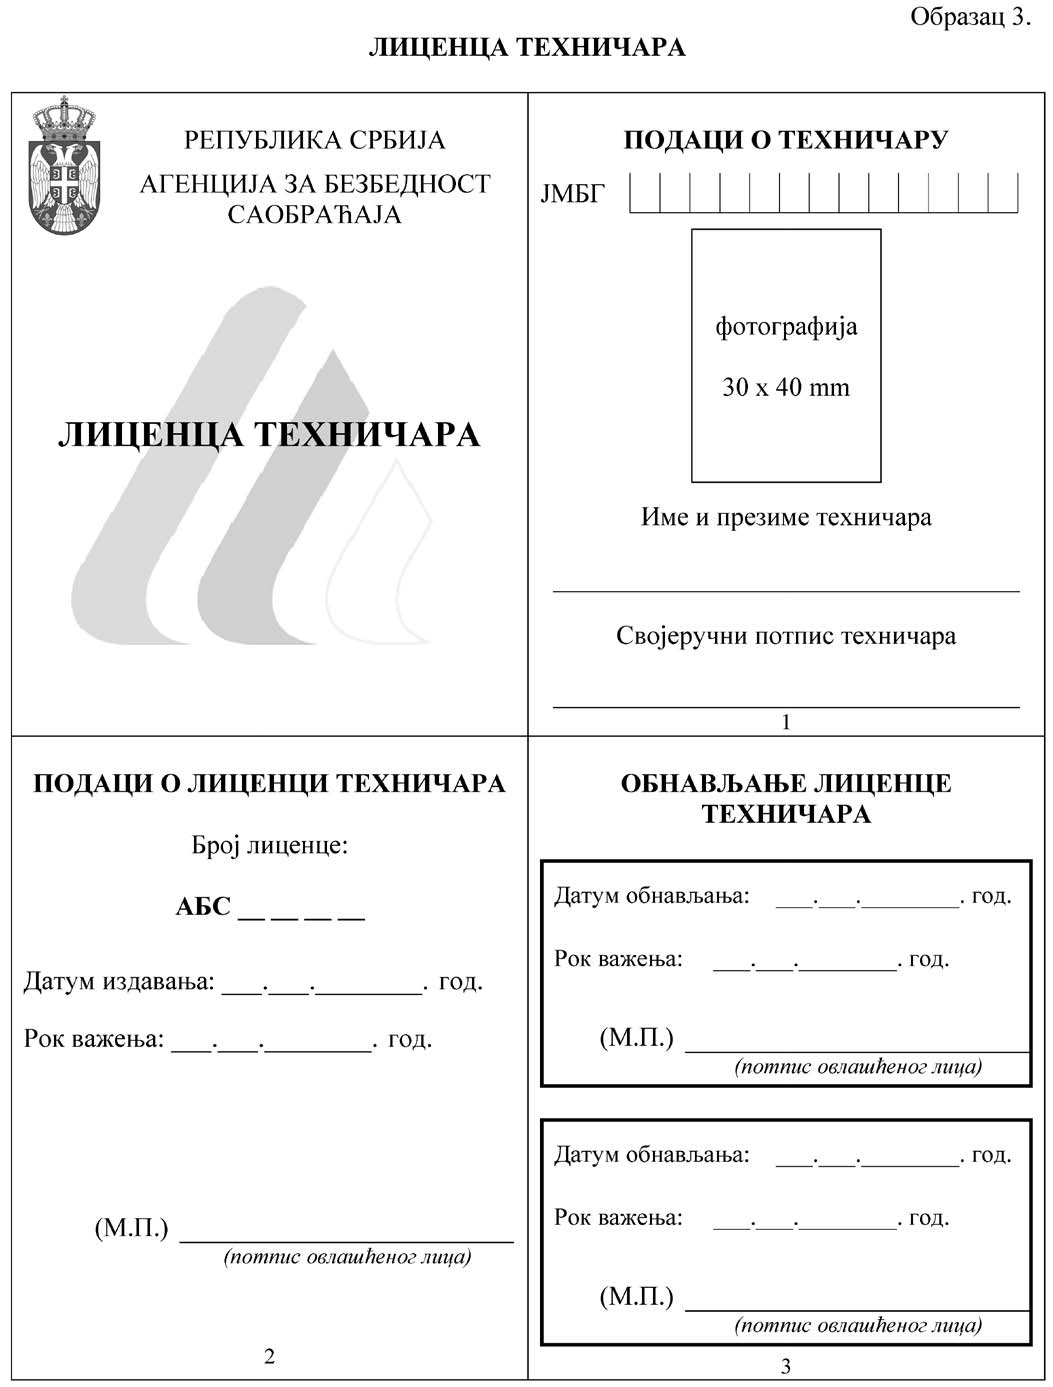 Образац 3.
ЛИЦЕНЦА ТЕХНИЧАРА
РЕПУБЛИКА СРБИЈА
АГЕНЦИЈА ЗА БЕЗБЕДНОСТ
САОБРАЋАЈА
ЛИЦЕНЦА ТЕХНИЧАРА
ПОДАЦИ О ТЕХНИЧАРУ
ЈМБГ
фотографија
30 x 40 mm
Име и презиме техничара
Својеручни потпис техничара
1
ПОДАЦИ О ЛИЦЕНЦИ ТЕХНИЧАРА
Број лиценце:
АБС __ __ __ __
Датум издавања: ___.___.________. год.
Рок важења: ___.___.________. год.
(М.П.) _________________________
(потпис овлашћеног лица)
2
ОБНАВЉАЊЕ ЛИЦЕНЦЕ
ТЕХНИЧАРА
Датум обнављања: ___.___.________. год.
Рок важења: ___.___.________. год.
(М.П.) _________________________
(потпис овлашћеног лица)
Датум обнављања: ___.___.________. год.
Рок важења: ___.___.________. год.
(М.П.) _________________________
(потпис овлашћеног лица)
3